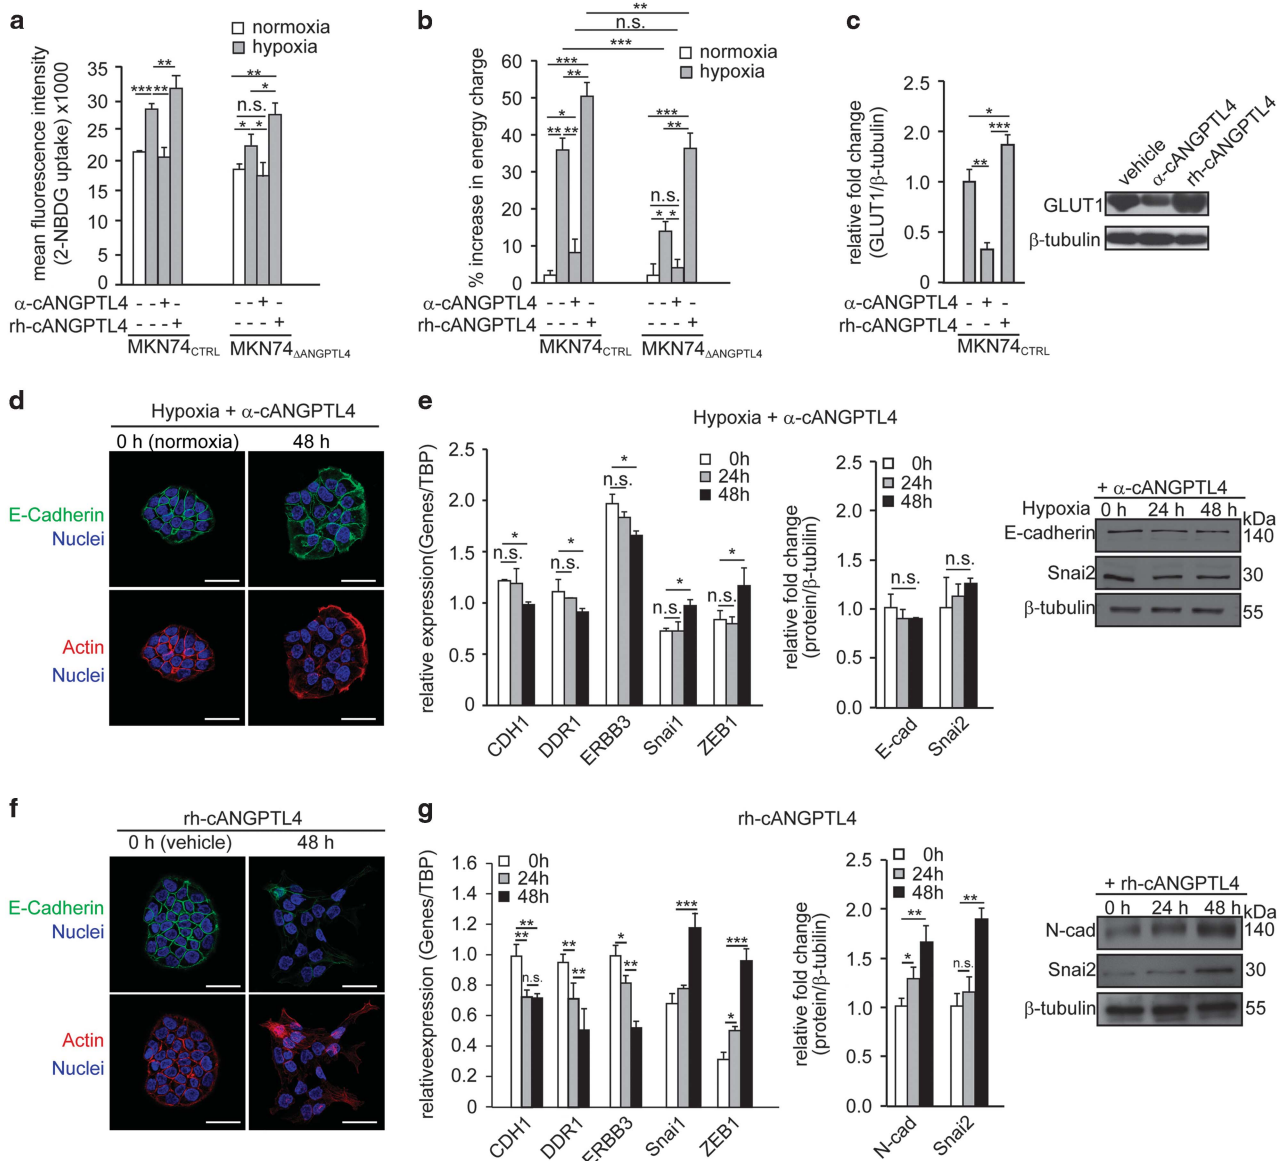 a
normoxia
hypoxia
mean fluorescence intensity
(2-NBDG uptake) x1000
35
30
25
20
15
10
5
0
*** ** **
** * n.s. * *
α-cANGPTL4 - - + - - - + -
rh-cANGPTL4 - - - + - - - +
MKN74CTRL MKN74ΔANGPTL4
b
**
n.s.
***
normoxia
hypoxia
% increase in energy charge
60
50
40
30
20
10
0
*** ** * ** **
*** ** n.s. * *
α-cANGPTL4 - - + - - - + -
rh-cANGPTL4 - - - + - - - +
MKN74CTRL MKN74ΔANGPTL4
c
relative fold change
(GLUT1/β-tubulin)
2.5
2.0
1.0
0.5
0
* *** **
α-cANGPTL4 - + -
rh-cANGPTL4 - - +
MKN74CTRL
vehicle
α-cANGPTL4
rh-cANGPTL4
GLUT1
β-tubulin
d
Hypoxia + α-cANGPTL4
0 h (normoxia) 48 h
E-Cadherin
Nuclei
Actin
Nuclei
e
Hypoxia + α-cANGPTL4
relative expression(Genes/TBP)
2.5
2.0
1.5
1.0
0.5
0
0h
24h
48h
* n.s.
* n.s.
* n.s.
* n.s.
* n.s.
CDH1 DDR1 ERBB3 Snai1 ZEB1
relative fold change
(protein/β-tubilin)
2.5
2.0
1.5
1.0
0.5
0.0
0h
24h
48h
n.s. n.s.
E-cad Snai2
+ α-cANGPTL4
Hypoxia 0 h 24 h 48 h kDa
E-cadherin 140
Snai2 30
β-tubulin 55
f
rh-cANGPTL4
0 h (vehicle) 48 h
E-Cadherin
Nuclei
Actin
Nuclei
g
rh-cANGPTL4
relativeexpression (Genes/TBP)
1.6
1.4
1.2
1.0
0.8
0.6
0.4
0.2
0
0h
24h
48h
** ** n.s.
** **
* **
***
*** *
CDH1 DDR1 ERBB3 Snai1 ZEB1
relative fold change
(protein/β-tubilin)
2.5
2.0
1.5
1.0
0.5
0.0
0h
24h
48h
** *
** n.s.
N-cad Snai2
+ rh-cANGPTL4
0 h 24 h 48 h kDa
N-cad 140
Snai2 30
β-tubulin 55